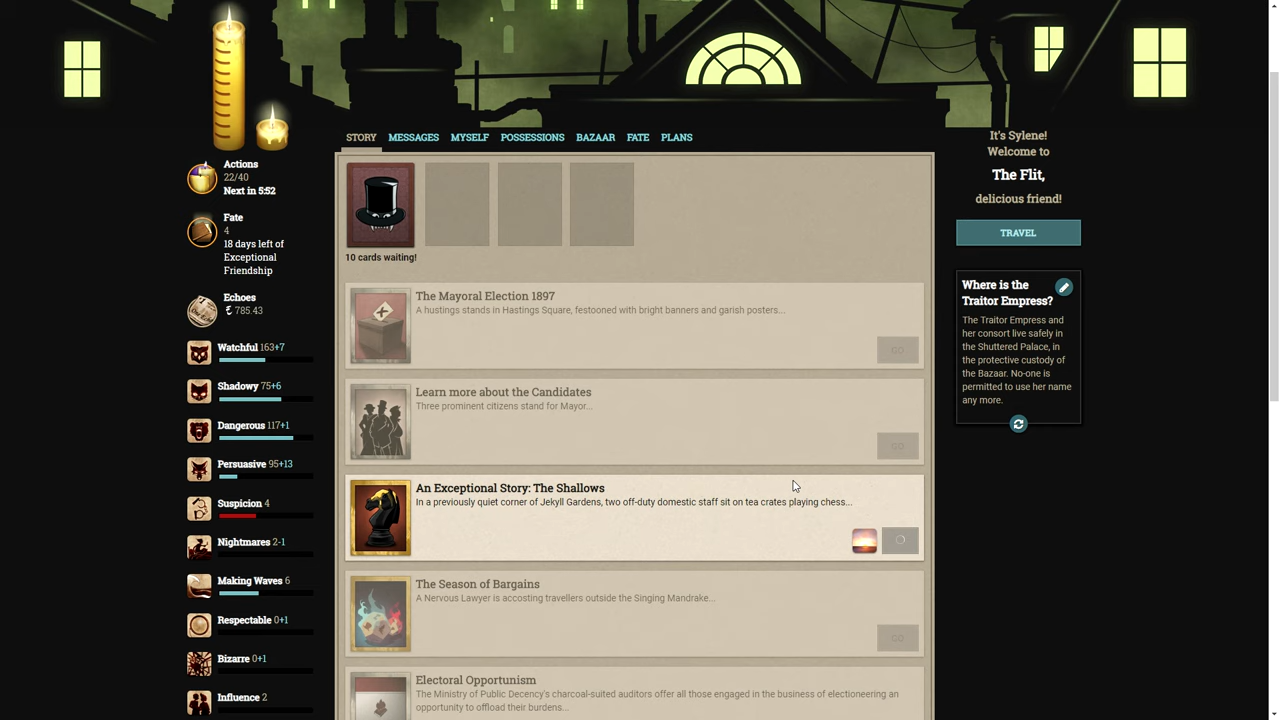 STORY MESSAGES MYSELF POSSESSIONS BAZAAR FATE PLANS
Actions
22/40
Next in 5:52
Fate
4
18 days left of
Exceptional
Friendship
Echoes
785.43
Watchful 163+7
Shadowy 75+6
Dangerous 117+1
Persuasive 95+13
Suspicion 4
Nightmares 2-1
Making Waves 6
Respectable 0+1
Bizarre 0+1
Influence 2
10 cards waiting!
The Mayoral Election 1897
A hustings stands in Hastings Square, festooned with bright banners and garish posters...
GO
Learn more about the Candidates
Three prominent citizens stand for Mayor...
GO
An Exceptional Story: The Shallows
In a previously quiet corner of Jekyll Gardens, two off-duty domestic staff sit on tea crates playing chess...
The Season of Bargains
A Nervous Lawyer is accosting travellers outside the Singing Mandrake...
GO
Electoral Opportunism
The Ministry of Public Decency's charcoal-suited auditors offer all those engaged in the business of electioneering an
opportunity to offload their burdens...
It's Sylene!
Welcome to
The Flit,
delicious friend!
TRAVEL
Where is the
Traitor Empress?
The Traitor Empress and
her consort live safely in
the Shuttered Palace, in
the protective custody of
the Bazaar. No-one is
permitted to use her name
any more.